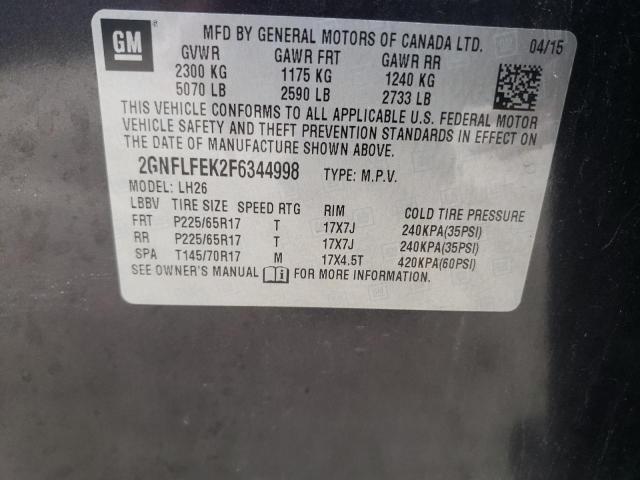 GM
MFD BY GENERAL MOTORS OF CANADA LTD. 04/15
GVWR GAWR FRT GAWR RR
2300 KG 1175 KG 1240 KG
5070 LB 2590 LB 2733 LB
THIS VEHICLE CONFORMS TO ALL APPLICABLE U.S. FEDERAL MOTOR
VEHICLE SAFETY AND THEFT PREVENTION STANDARDS IN EFFECT ON
THE DATE OF MANUFACTURE SHOWN ABOVE.
2GNFLFEK2F6344998 TYPE: M.P.V.
MODEL: LH26
LBBV TIRE SIZE SPEED RTG RIM COLD TIRE PRESSURE
FRT P225/65R17 T 17X7J 240KPA(35PSI)
RR P225/65R17 T 17X7J 240KPA(35PSI)
SPA T145/70R17 M 17X4.5T 420KPA(60PSI)
SEE OWNER'S MANUAL FOR MORE INFORMATION.